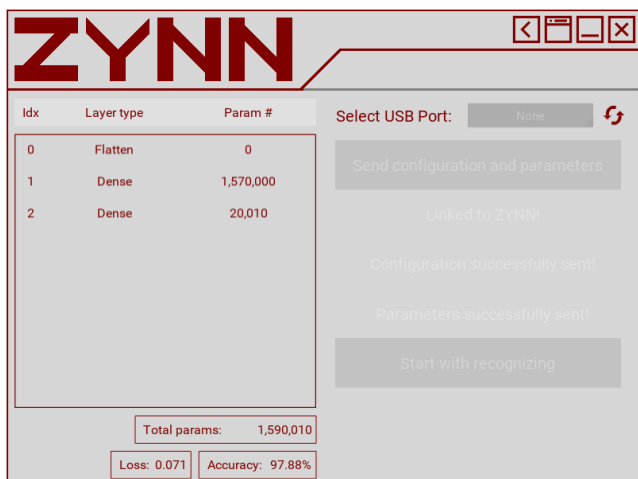 ZYNN
Idx Layer type Param #
0 Flatten 0
1 Dense 1,570,000
2 Dense 20,010
Total params: 1,590,010
Loss: 0.071 Accuracy: 97.88%
Select USB Port: None
Send configuration and parameters
Linked to ZYNN!
Configuration successfully sent!
Parameters successfully sent!
Start with recognizing